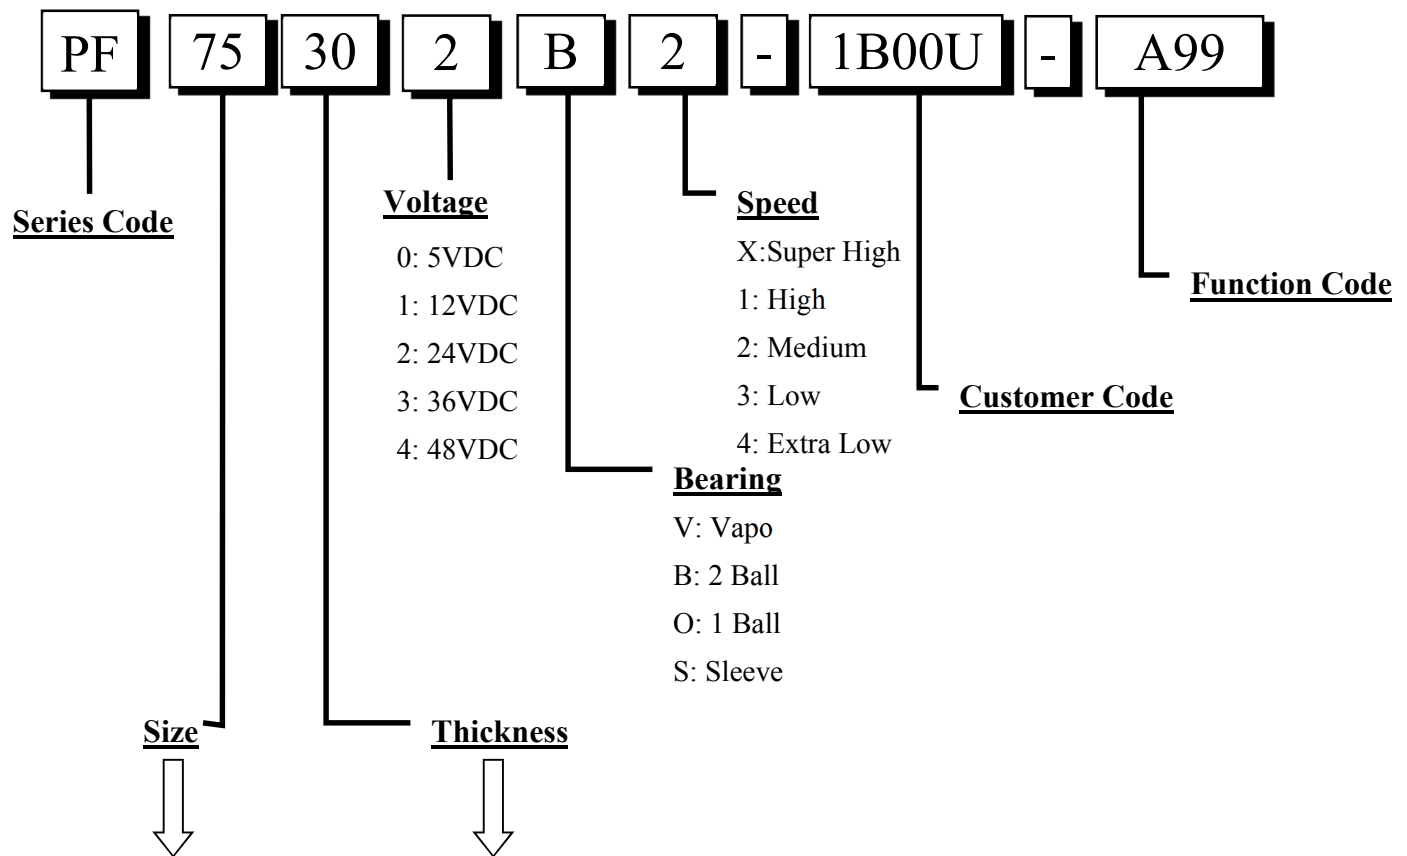 PF 75 30 2 B 2 - 1B00U - A99
Series Code
Voltage
0: 5VDC
1: 12VDC
2: 24VDC
3: 36VDC
4: 48VDC
Speed
X:Super High
1: High
2: Medium
3: Low
4: Extra Low
Function Code
Customer Code
Bearing
V: Vapo
B: 2 Ball
O: 1 Ball
S: Sleeve
Size
Thickness